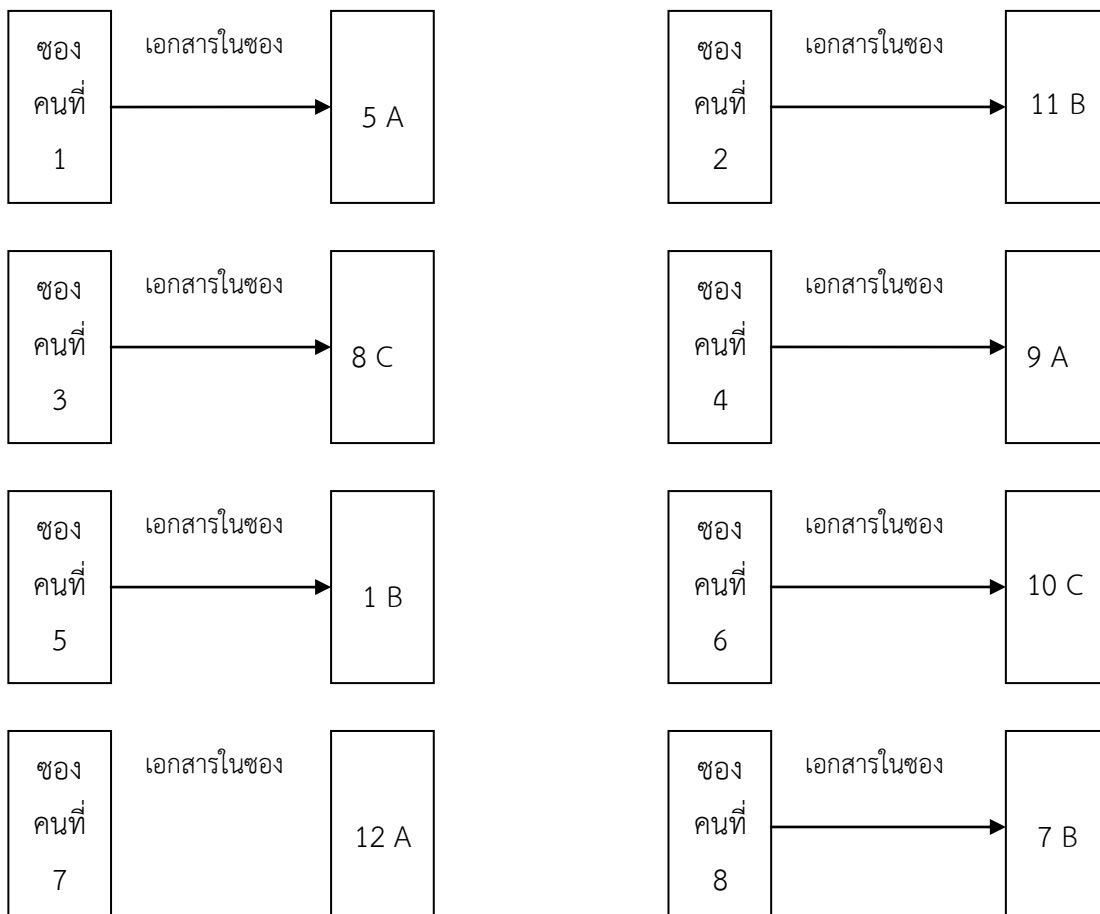 ซอง
คนที่
1
เอกสารในซอง
5 A
ซอง
คนที่
2
เอกสารในซอง
11 B
ซอง
คนที่
3
เอกสารในซอง
8 C
ซอง
คนที่
4
เอกสารในซอง
9 A
ซอง
คนที่
5
เอกสารในซอง
1 B
ซอง
คนที่
6
เอกสารในซอง
10 C
ซอง
คนที่
7
เอกสารในซอง
12 A
ซอง
คนที่
8
เอกสารในซอง
7 B